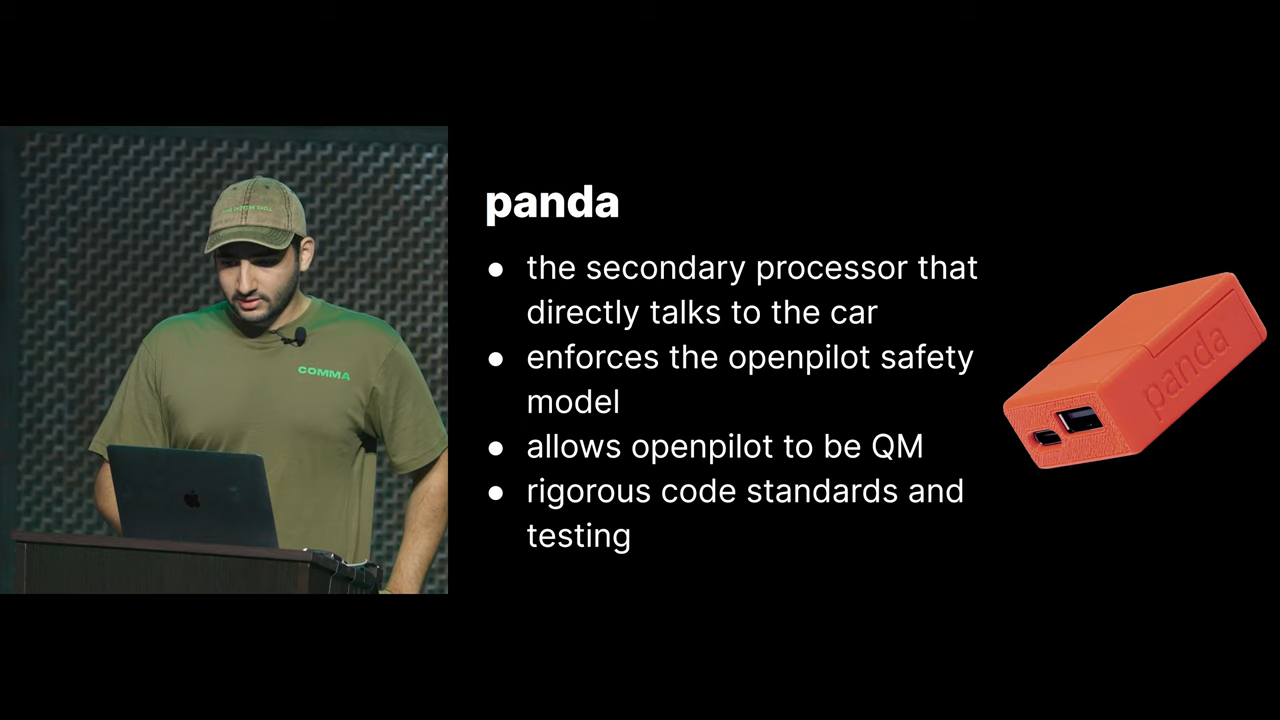 panda
● the secondary processor that
directly talks to the car
● enforces the openpilot safety
model
● allows openpilot to be QM
● rigorous code standards and
testing
COMMA
panda